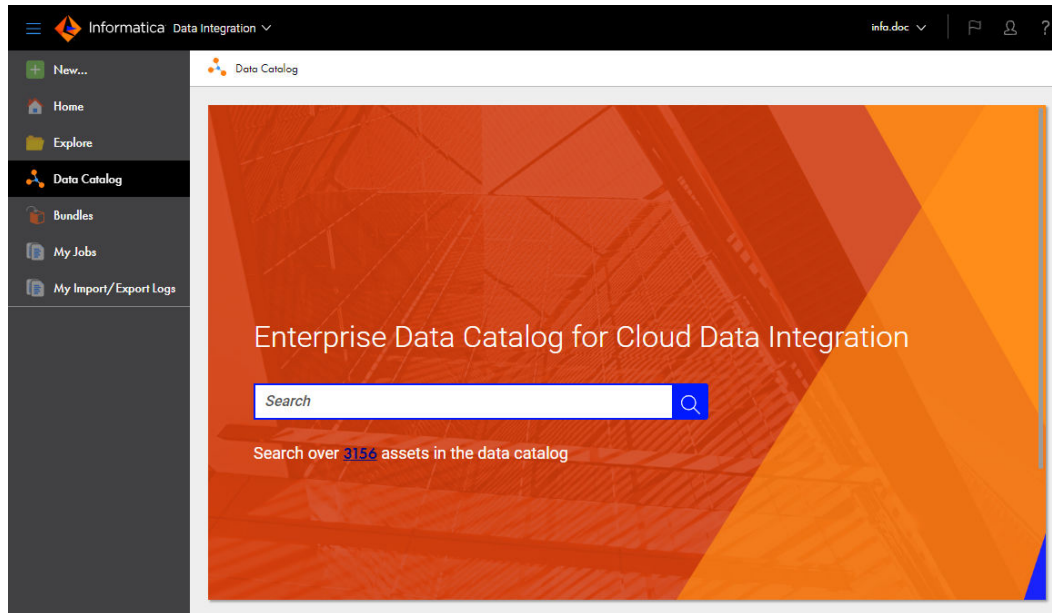 Informatica Data Integration
infa.doc
?
New...
Home
Explore
Data Catalog
Bundles
My Jobs
My Import/Export Logs
Data Catalog
Enterprise Data Catalog for Cloud Data Integration
Search
Search over 3156 assets in the data catalog